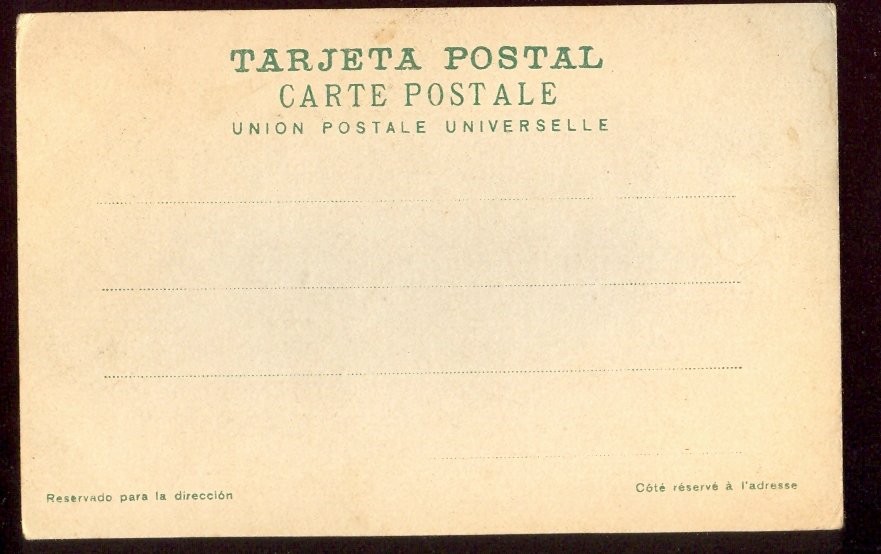 TARJETA POSTAL
CARTE POSTALE
UNION POSTALE UNIVERSELLE
Reservado para la dirección
Côté réservé à l'adresse